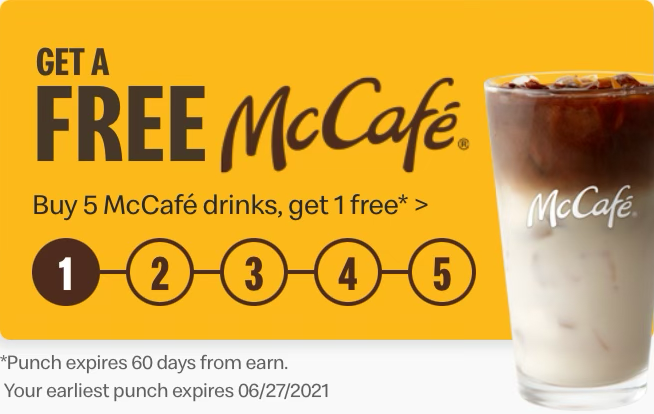 GET A
FREE McCafé®
Buy 5 McCafé drinks, get 1 free* >
1 2 3 4 5
McCafé®
*Punch expires 60 days from earn.
Your earliest punch expires 06/27/2021